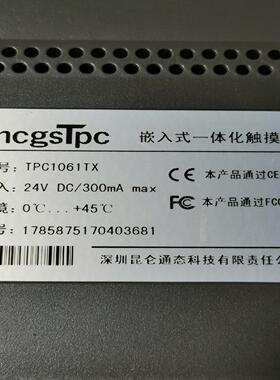 mcgsTpc 嵌入式一体化触摸
号: TPC1061TX
入: 24V DC/300mA max
CE 本产品通过CE
境: 0℃... +45℃
FC 本产品通过FCC
号: 1785875170403681
深圳昆仑通态科技有限责任